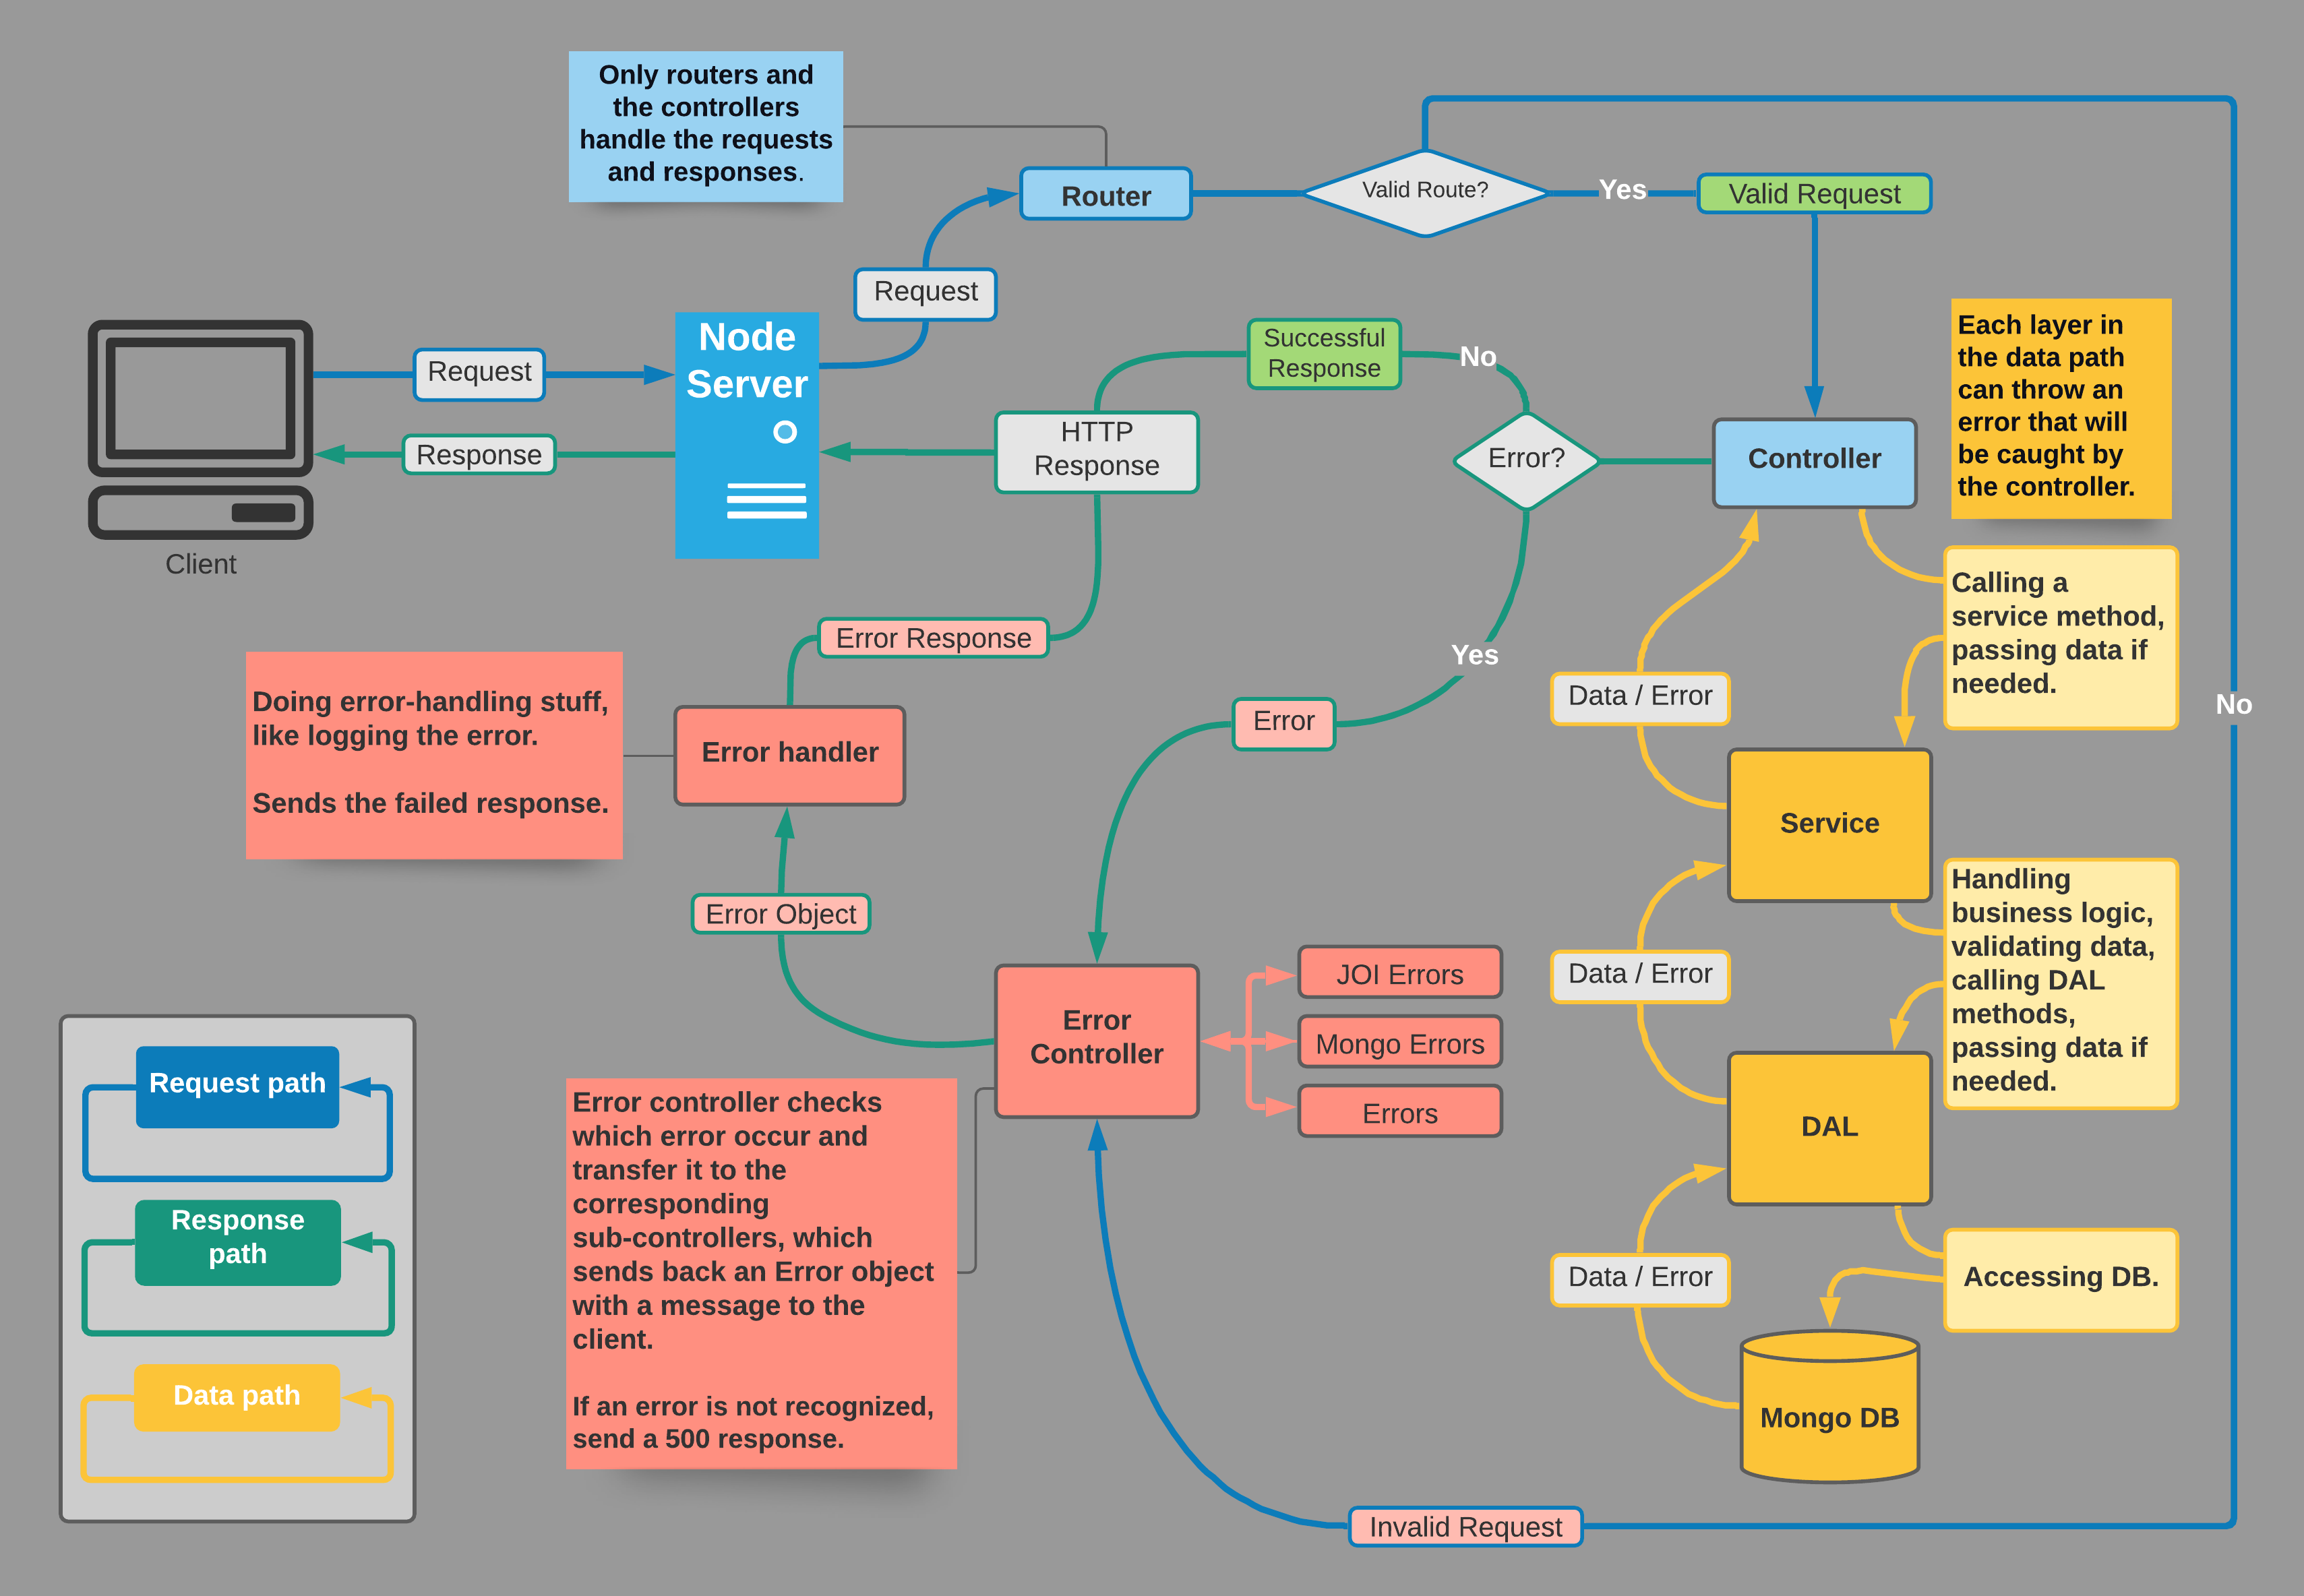 Only routers and
the controllers
handle the requests
and responses.
Router
Valid Route?
Yes
Valid Request
Request
Node
Server
Request
Response
Client
HTTP
Response
Successful
Response
No
Error?
Controller
Each layer in
the data path
can throw an
error that will
be caught by
the controller.
Calling a
service method,
passing data if
needed.
No
Yes
Error Response
Error
Data / Error
Doing error-handling stuff,
like logging the error.
Sends the failed response.
Error handler
Service
Error Object
Data / Error
Handling
business logic,
validating data,
calling DAL
methods,
passing data if
needed.
Error
Controller
JOI Errors
Mongo Errors
Errors
DAL
Request path
Response
path
Data path
Error controller checks
which error occur and
transfer it to the
corresponding
sub-controllers, which
sends back an Error object
with a message to the
client.
If an error is not recognized,
send a 500 response.
Data / Error
Accessing DB.
Mongo DB
Invalid Request